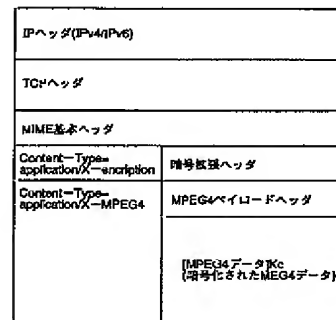 IPヘッダ(IPv4/IPv6)
TCPヘッダ
MIME基本ヘッダ
Content-Type=
application/X-encription
暗号拡張ヘッダ
Content-Type=
application/X-MPEG4
MPEG4ペイロードヘッダ
[MPEG4データ]Kc
(暗号化されたMEG4データ)